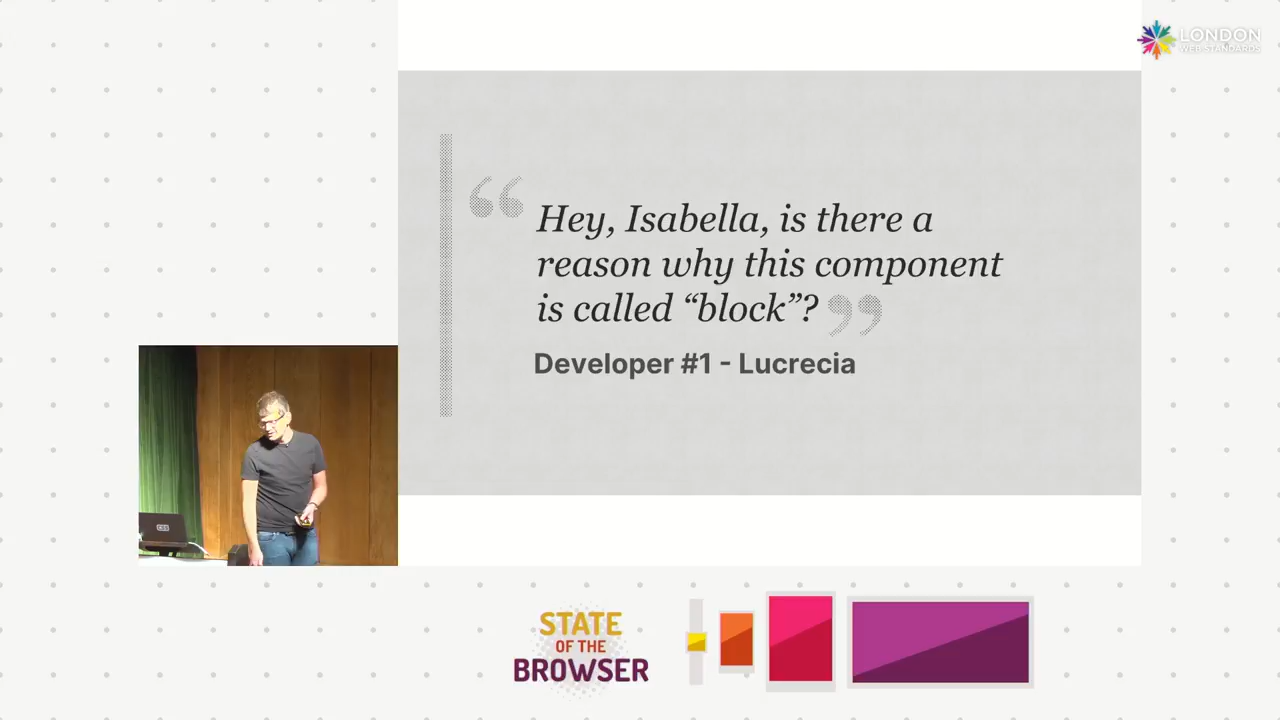 LONDON
WEB STANDARDS
“Hey, Isabella, is there a
reason why this component
is called “block”?”
Developer #1 - Lucrecia
STATE
OF THE
BROWSER